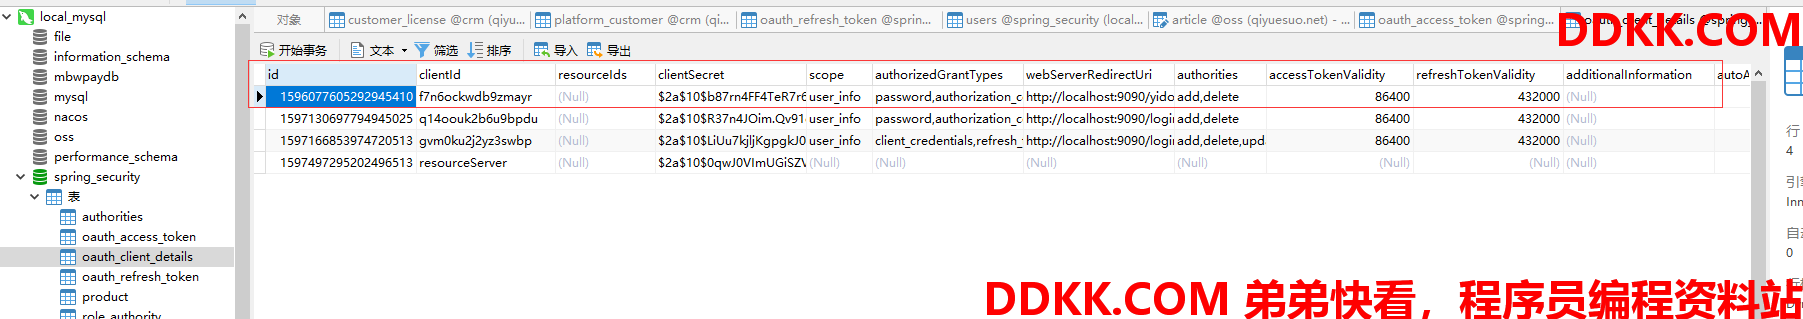 local_mysql
file
information_schema
mbwpaydb
mysql
nacos
oss
performance_schema
spring_security
表
authorities
oauth_access_token
oauth_client_details
oauth_refresh_token
product
role_authority
对象 customer_license @crm (qiyu... platform_customer @crm (qi... oauth_refresh_token @sprin... users @spring_security (local... article @oss (qiyuesuo.net) - ... oauth_access_token @spring...
开始事务 文本 筛选 排序 导入 导出
id clientId resourceIds clientSecret scope authorizedGrantTypes webServerRedirectUri authorities accessTokenValidity refreshTokenValidity additionalInformation autoA
1596077605292945410 f7n6ockwdb9zmayr (Null) $2a$10$b87rn4FF4TeR7r6 user_info password,authorization_c http://localhost:9090/yido add,delete 86400 432000 (Null)
1597130697794945025 q14oouk2b6u9bpdu (Null) $2a$10$R37n4JOim.Qv91 user_info password,authorization_c http://localhost:9090/login add,delete 86400 432000 (Null)
1597166853974720513 gvm0ku2j2yz3swbp (Null) $2a$10$LiUu7kjljKgpgkJ0 user_info client_credentials,refresh_ http://localhost:9090/login add,delete,upd 86400 432000 (Null)
1597497295202496513 resourceServer (Null) $2a$10$0qwJ0VImUGiSZV (Null) (Null) (Null) (Null) (Null) (Null) (Null)
行
4
引擎
Inn
自动
0
DDKK.COM
DDKK.COM 弟弟快看，程序员编程资料站